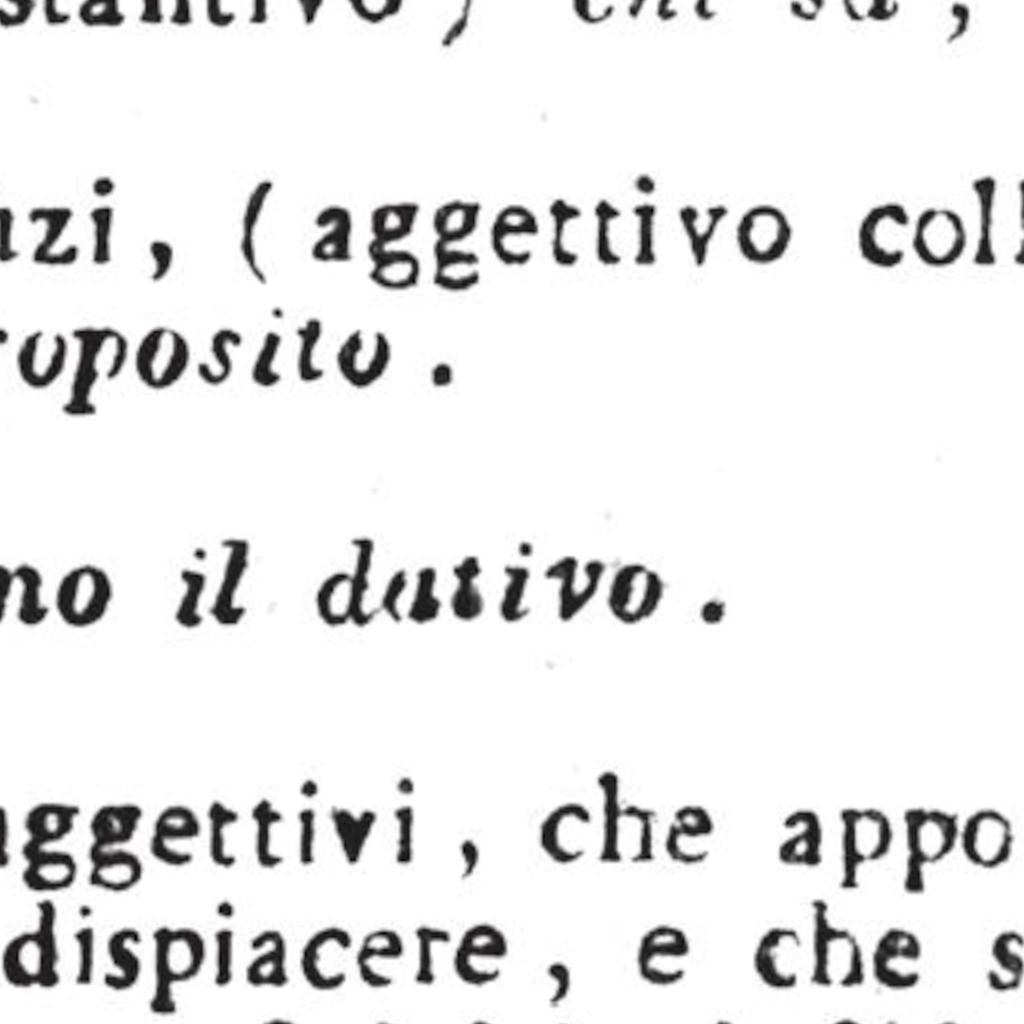 stantivo) chi sa,
uzi, (aggettivo coll
roposito.
no il dativo.
aggettivi, che appo
dispiacere, e che s